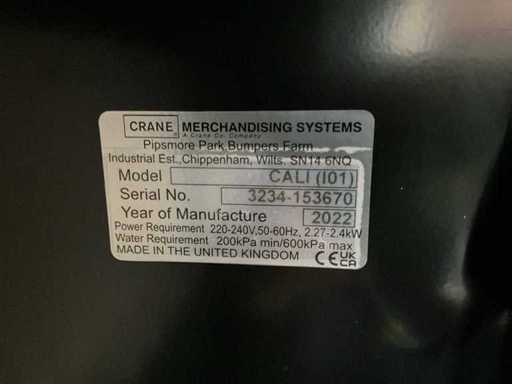 CRANE MERCHANDISING SYSTEMS
A Crane Co. Company
Pipsmore Park,Bumpers Farm
Industrial Est.,Chippenham, Wilts. SN14 6NQ
Model CALI (I01)
Serial No. 3234-153670
Year of Manufacture 2022
Power Requirement 220-240V,50-60Hz, 2.27-2.4kW
Water Requirement 200kPa min/600kPa max
MADE IN THE UNITED KINGDOM CE UK CA